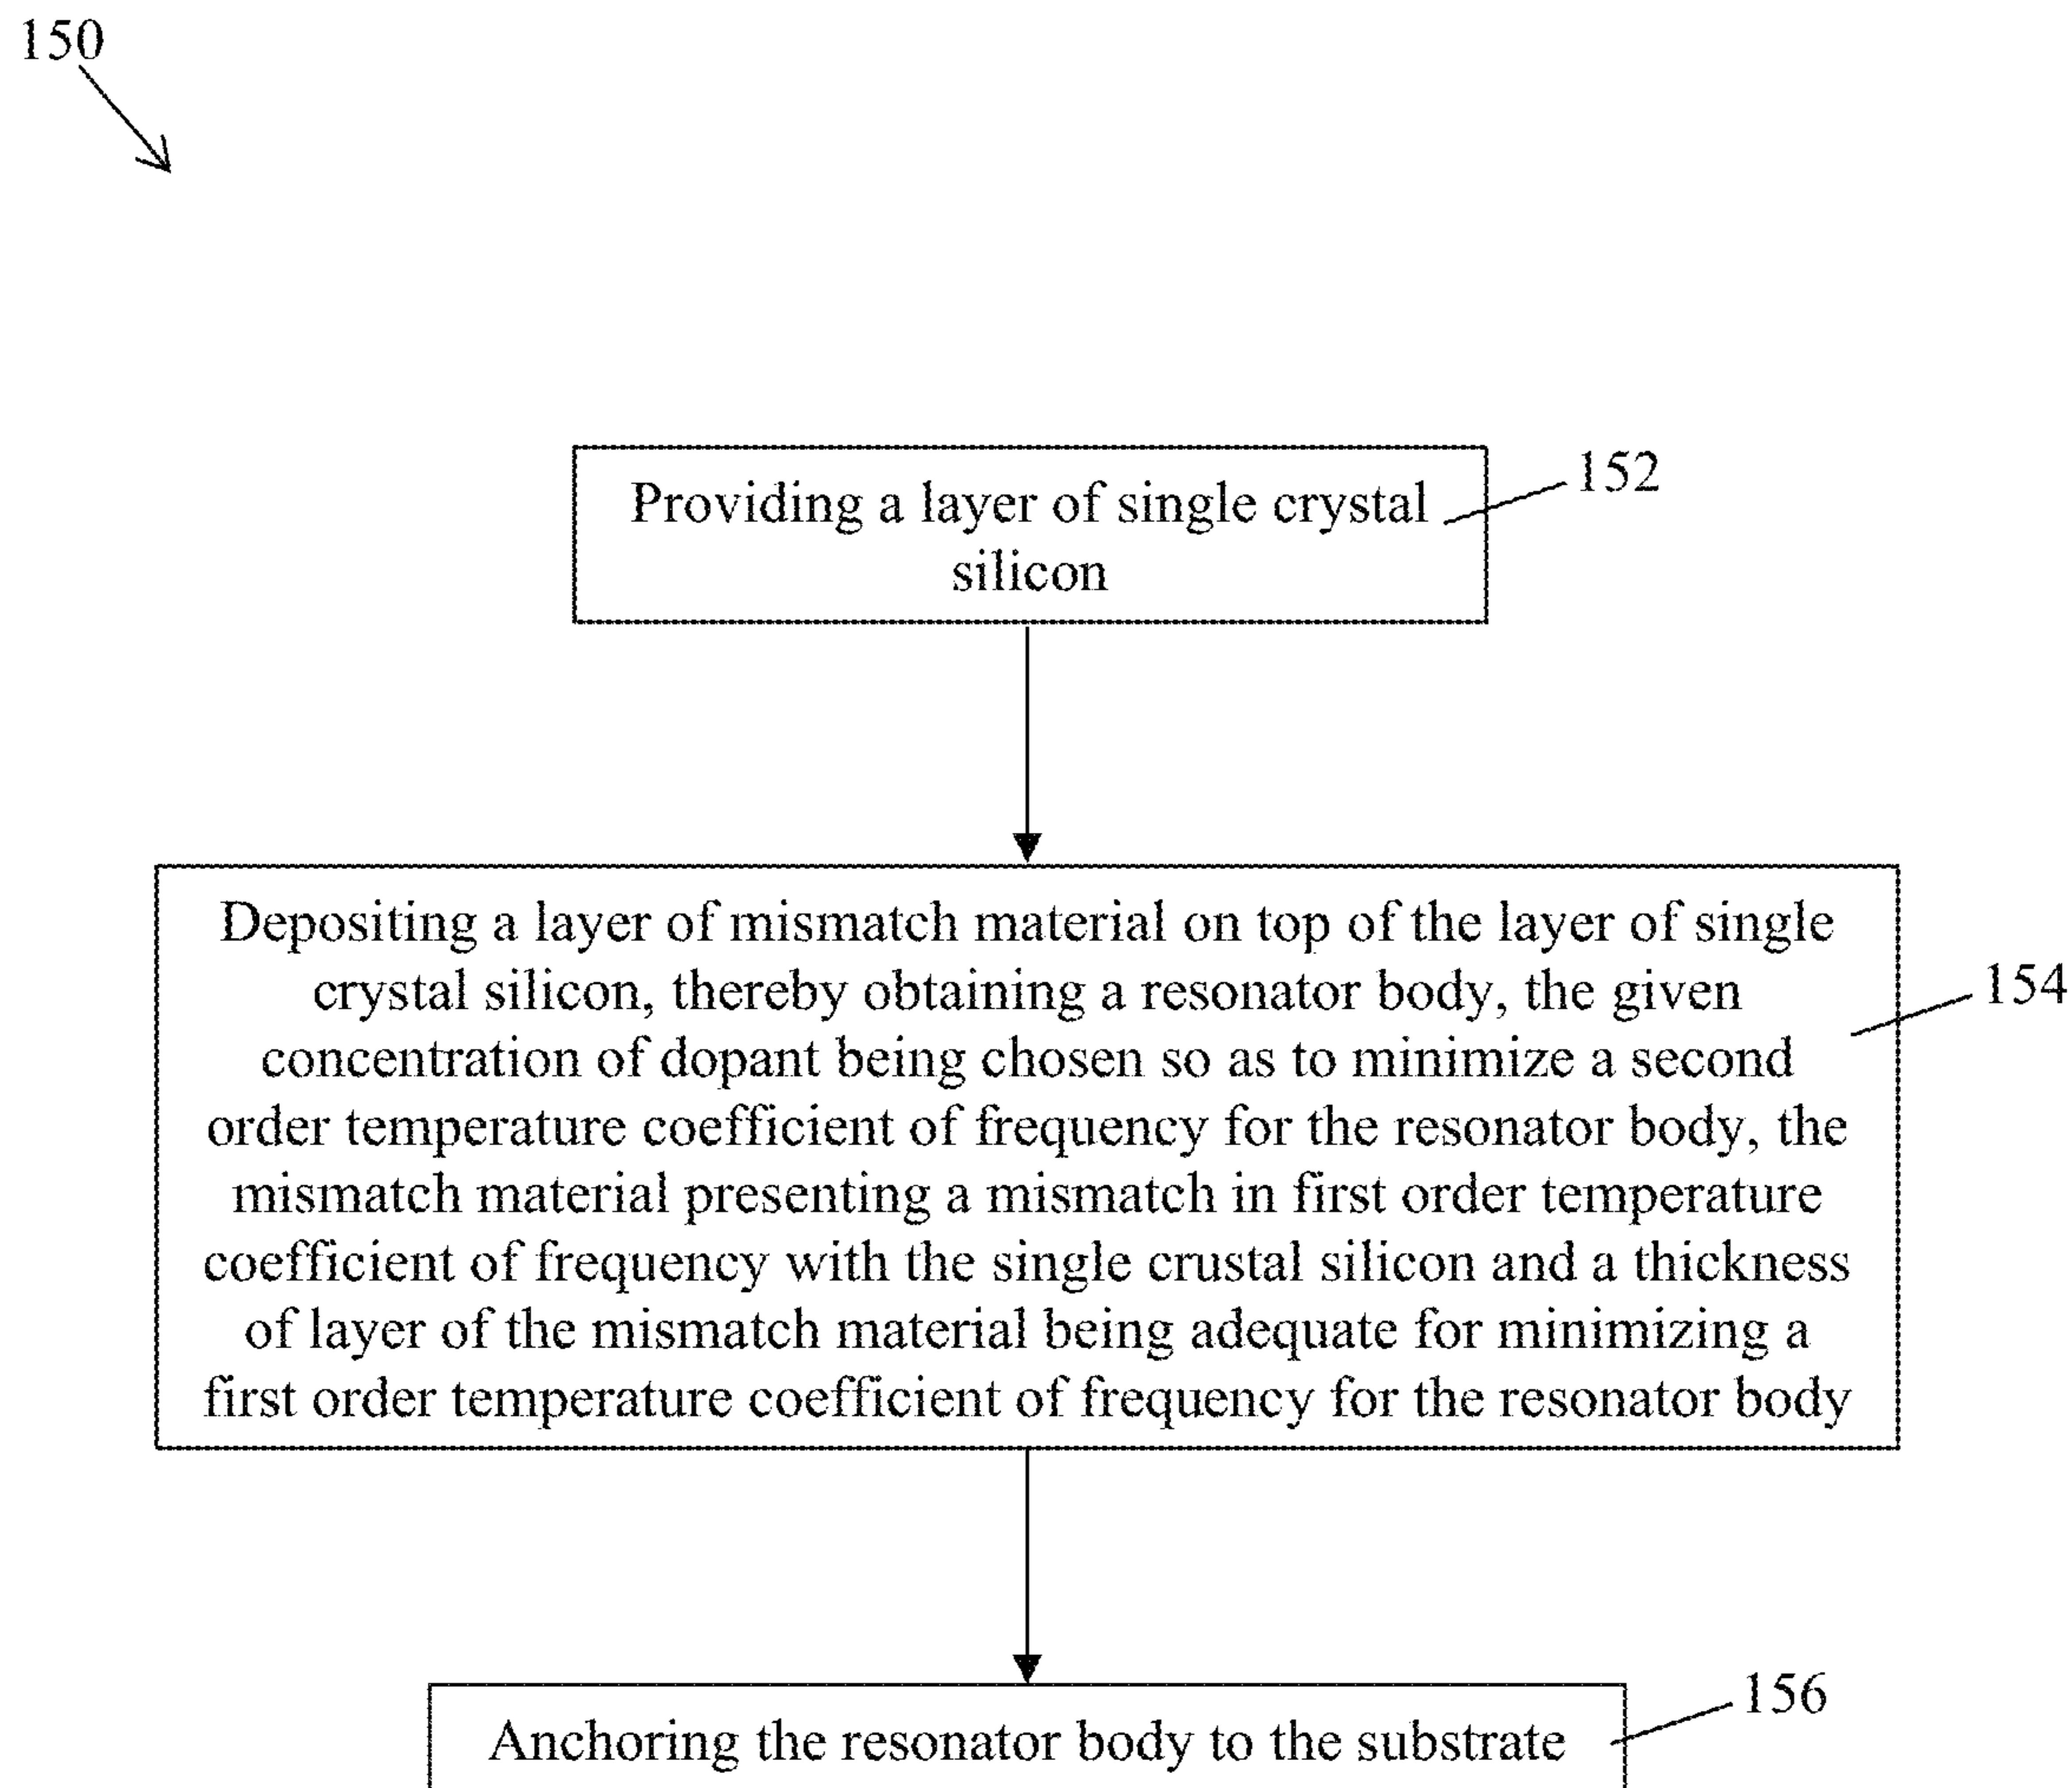 150
Providing a layer of single crystal
silicon
152
Depositing a layer of mismatch material on top of the layer of single
crystal silicon, thereby obtaining a resonator body, the given
concentration of dopant being chosen so as to minimize a second
order temperature coefficient of frequency for the resonator body, the
mismatch material presenting a mismatch in first order temperature
coefficient of frequency with the single crustal silicon and a thickness
of layer of the mismatch material being adequate for minimizing a
first order temperature coefficient of frequency for the resonator body
154
Anchoring the resonator body to the substrate
156